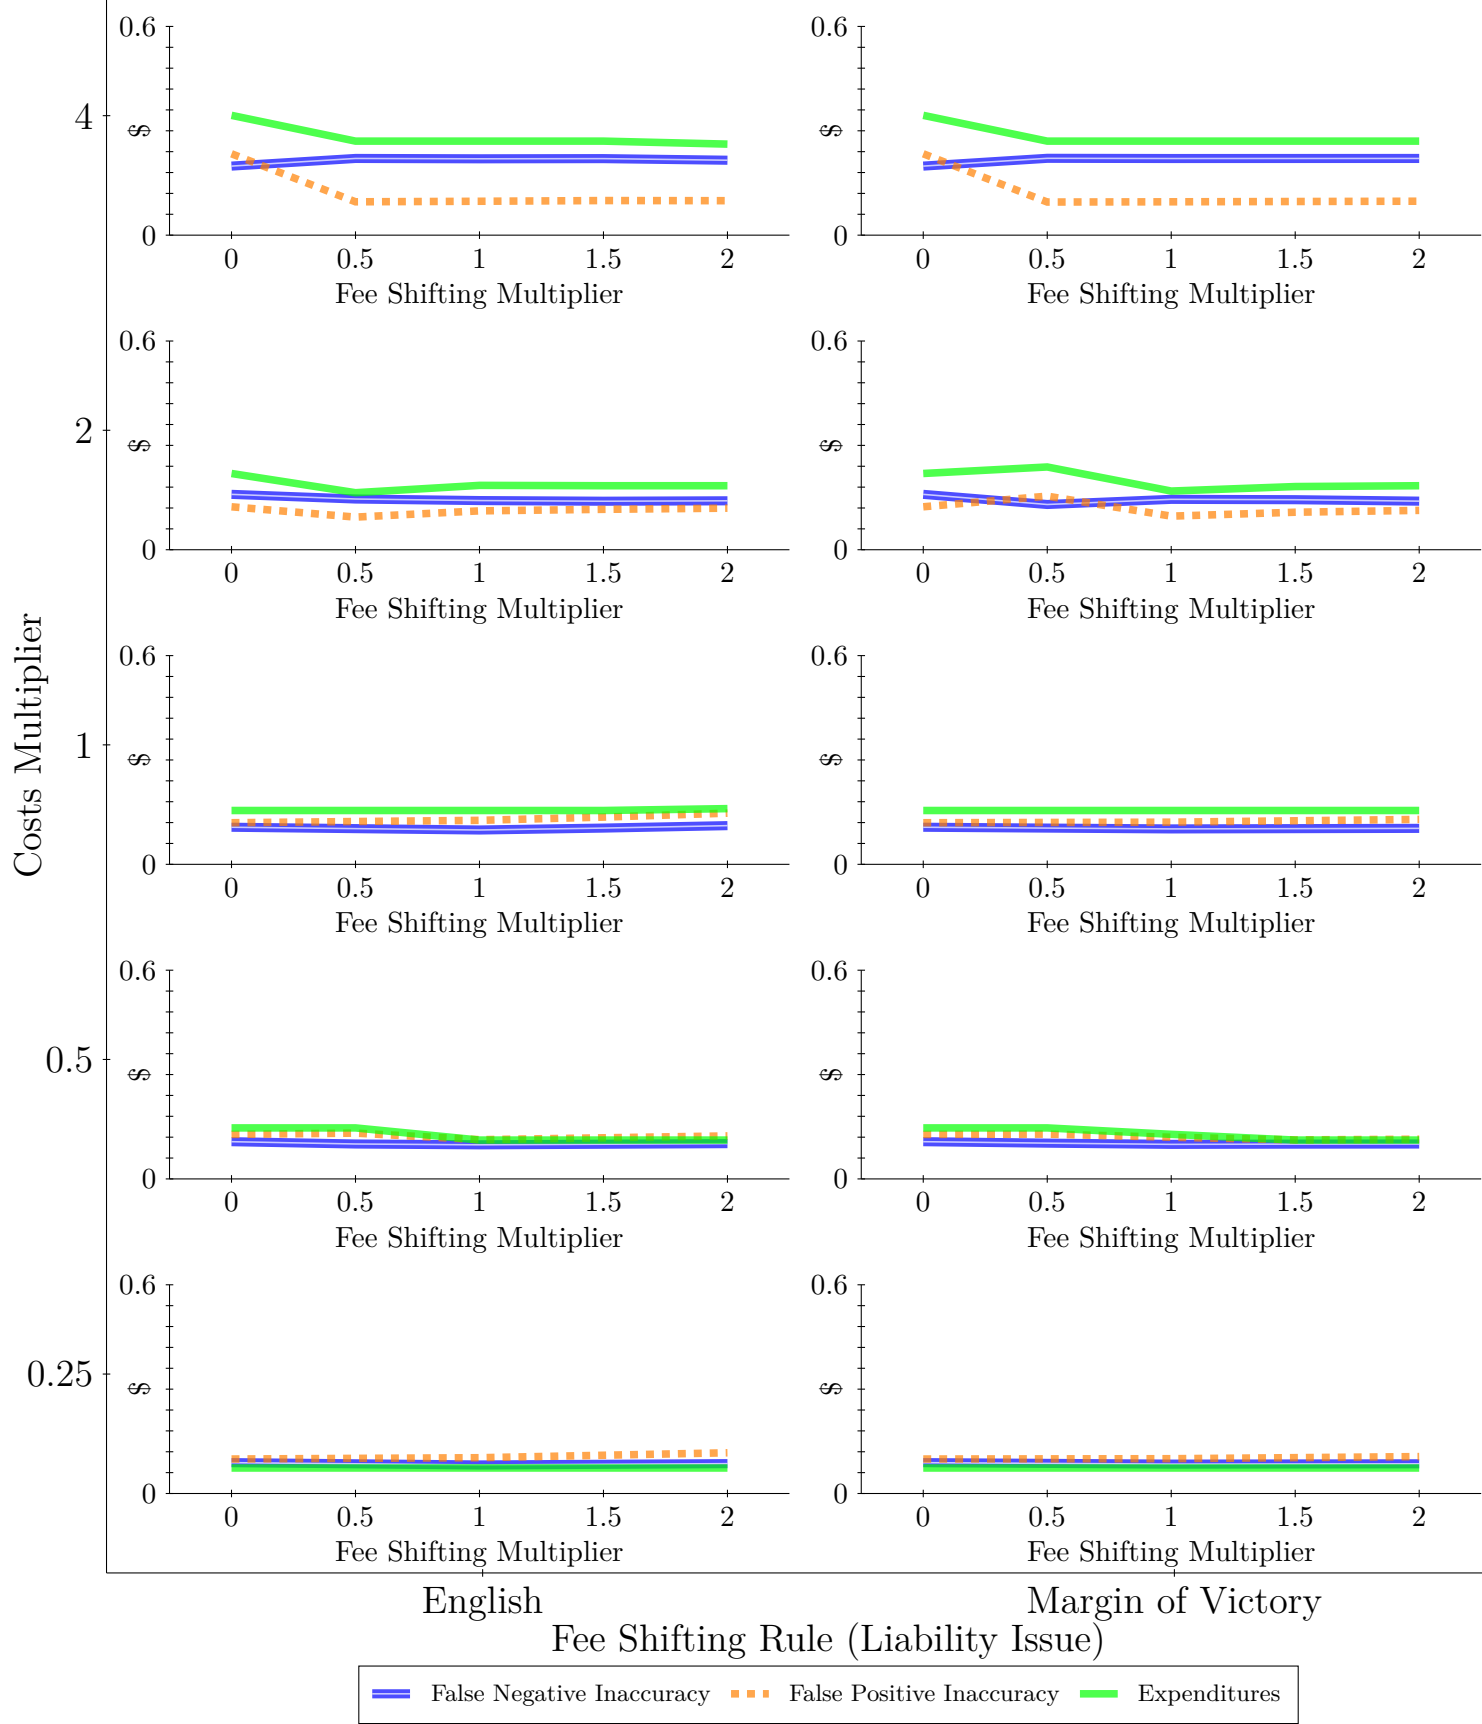 0.6
$
0
0 0.5 1 1.5 2
Fee Shifting Multiplier
0.6
$
0
0 0.5 1 1.5 2
Fee Shifting Multiplier
0.6
$
0
0 0.5 1 1.5 2
Fee Shifting Multiplier
0.6
$
0
0 0.5 1 1.5 2
Fee Shifting Multiplier
0.6
$
0
0 0.5 1 1.5 2
Fee Shifting Multiplier
0.6
$
0
0 0.5 1 1.5 2
Fee Shifting Multiplier
0.6
$
0
0 0.5 1 1.5 2
Fee Shifting Multiplier
0.6
$
0
0 0.5 1 1.5 2
Fee Shifting Multiplier
0.6
$
0
0 0.5 1 1.5 2
Fee Shifting Multiplier
0.6
$
0
0 0.5 1 1.5 2
Fee Shifting Multiplier
4
2
1
0.5
0.25
Costs Multiplier
English Margin of Victory
Fee Shifting Rule (Liability Issue)
False Negative Inaccuracy False Positive Inaccuracy Expenditures